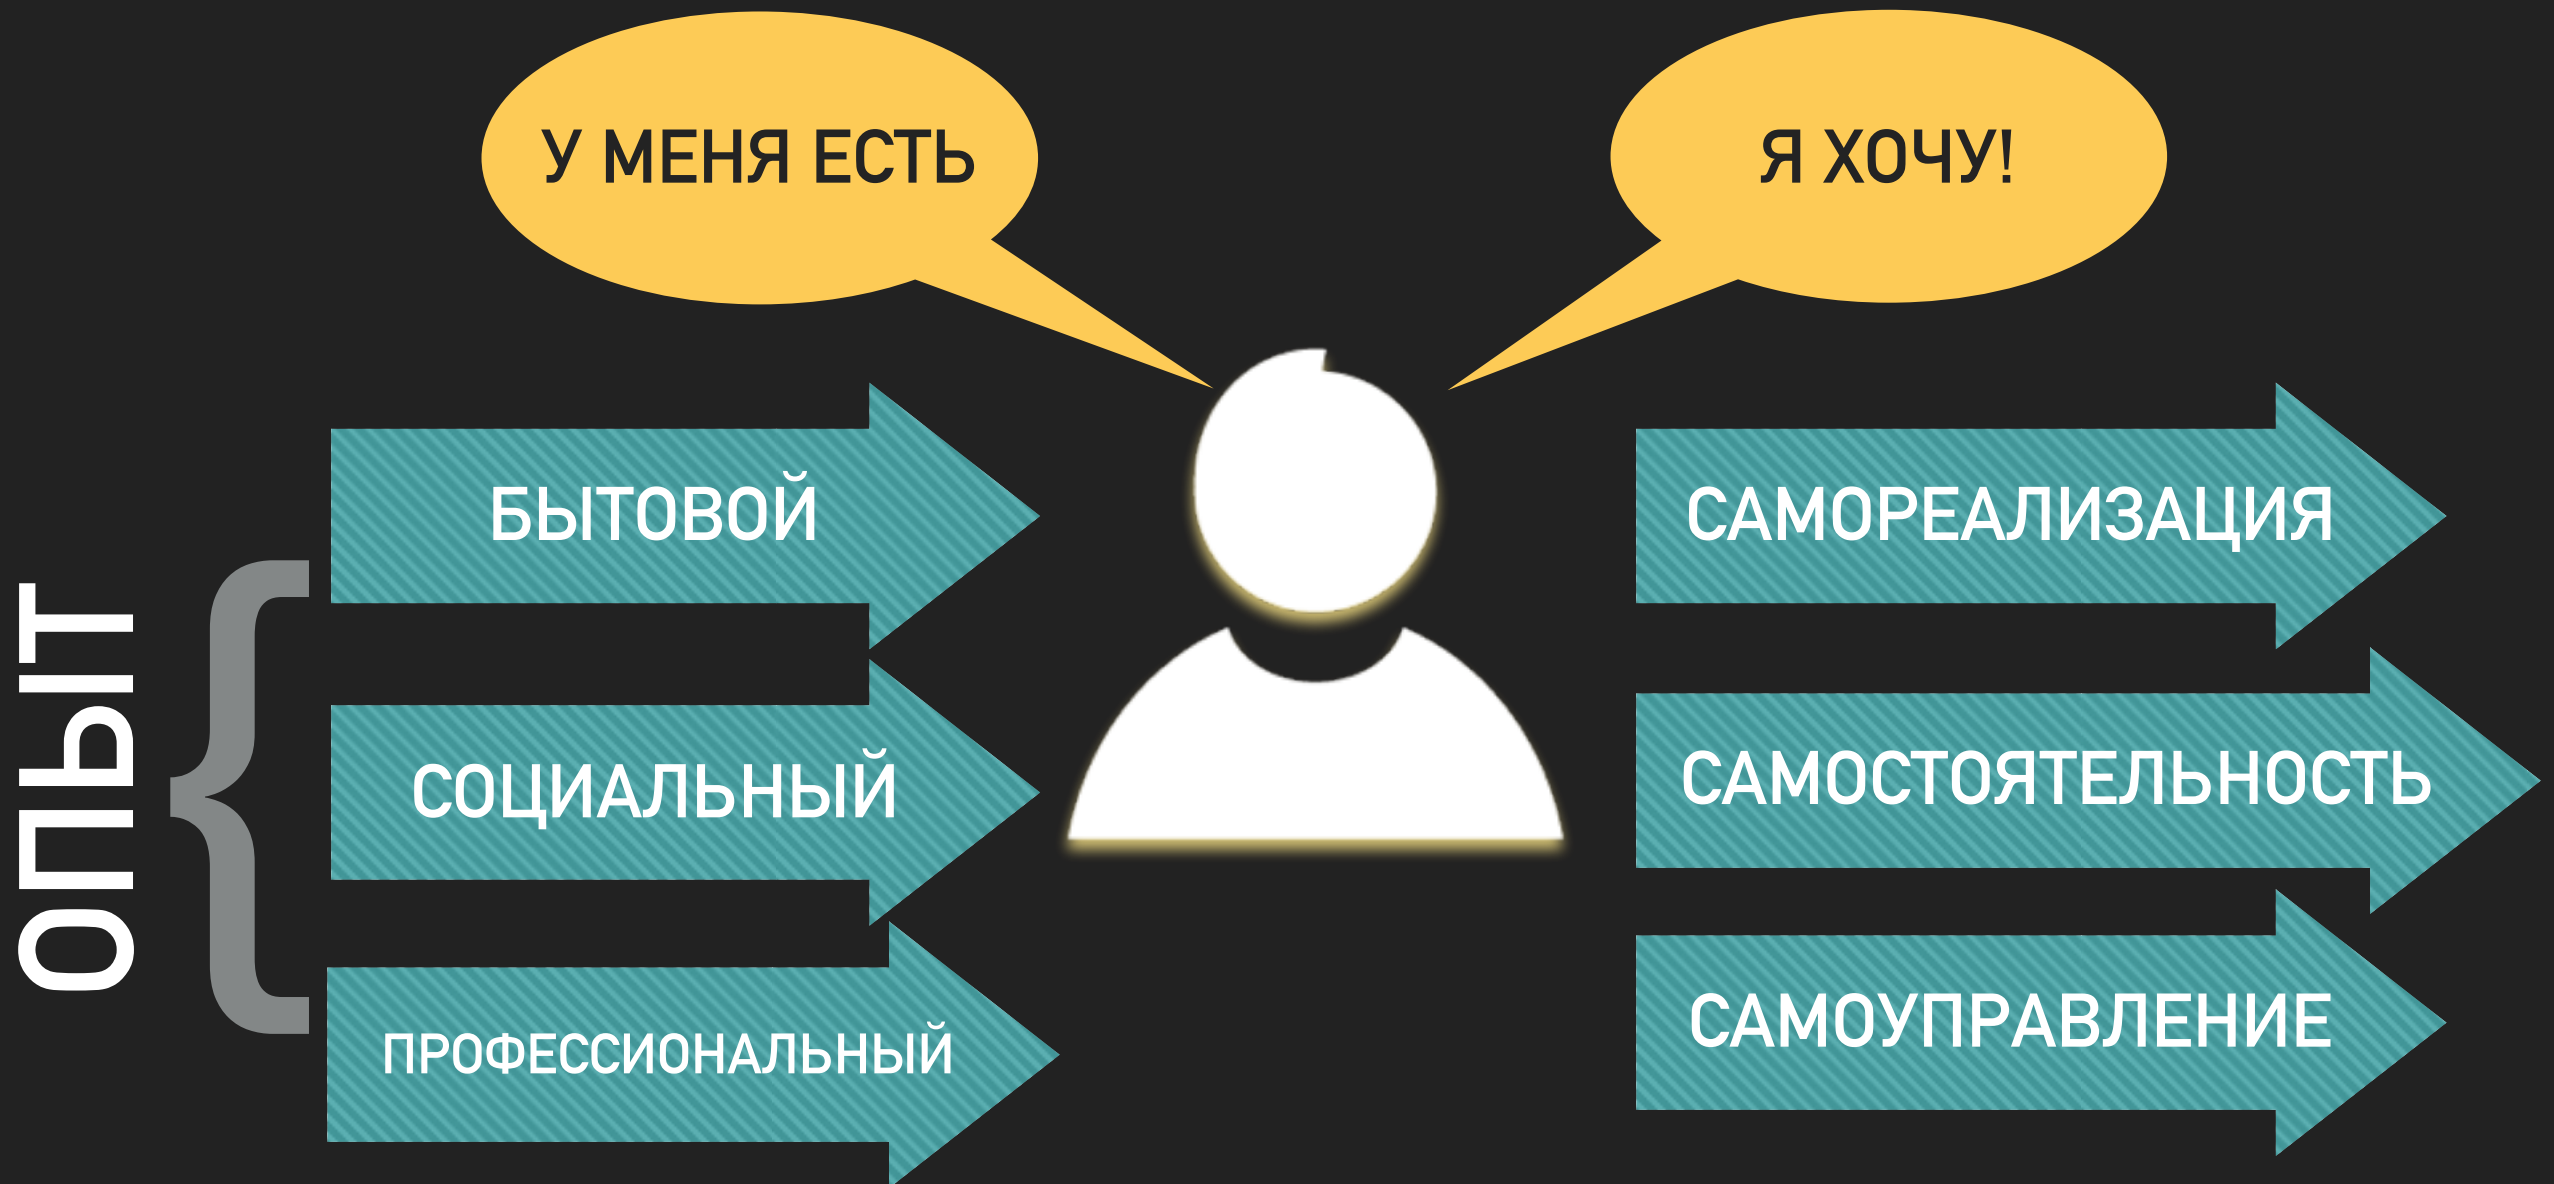 У МЕНЯ ЕСТЬ
Я ХОЧУ!
ОПЫТ
БЫТОВОЙ
СОЦИАЛЬНЫЙ
ПРОФЕССИОНАЛЬНЫЙ
САМОРЕАЛИЗАЦИЯ
САМОСТОЯТЕЛЬНОСТЬ
САМОУПРАВЛЕНИЕ